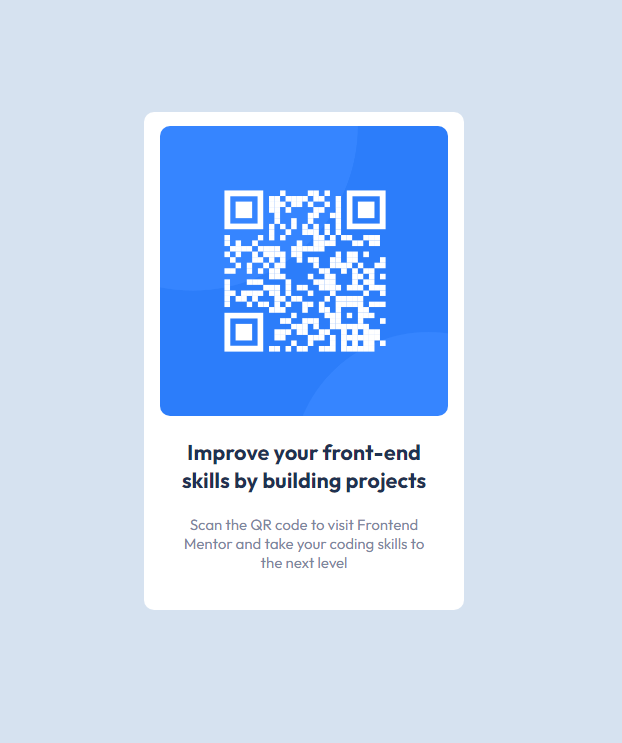 Improve your front-end
skills by building projects
Scan the QR code to visit Frontend
Mentor and take your coding skills to
the next level